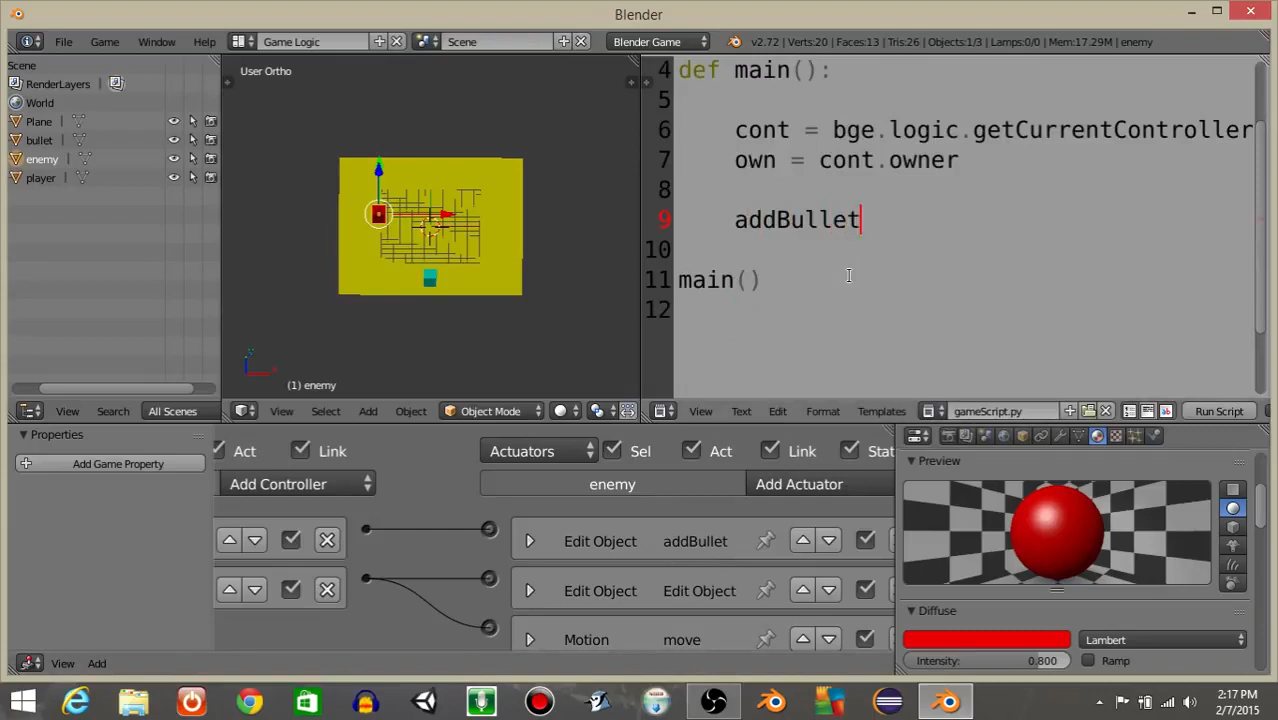 Blender
File Game Window Help Game Logic Scene Blender Game v2.72 | Verts:20 | Faces:13 | Tris:26 | Objects:1/3 | Lamps:0/0 | Mem:17.29M | enemy
Scene
RenderLayers |
World
Plane
bullet
enemy
player
View Search All Scenes
User Ortho
(1) enemy
View Select Add Object Object Mode
4 def main():
5
6 cont = bge.logic.getCurrentController
7 own = cont.owner
8
9 addBullet
10
11 main()
12
View Text Edit Format Templates gameScript.py Run Script
Properties
Add Game Property
View Add
Act Link Actuators Sel Act Link Stat
Add Controller enemy Add Actuator
Edit Object addBullet
Edit Object Edit Object
Motion move
Preview
Diffuse
Lambert
Intensity: 0.800 Ramp
2:17 PM
2/7/2015